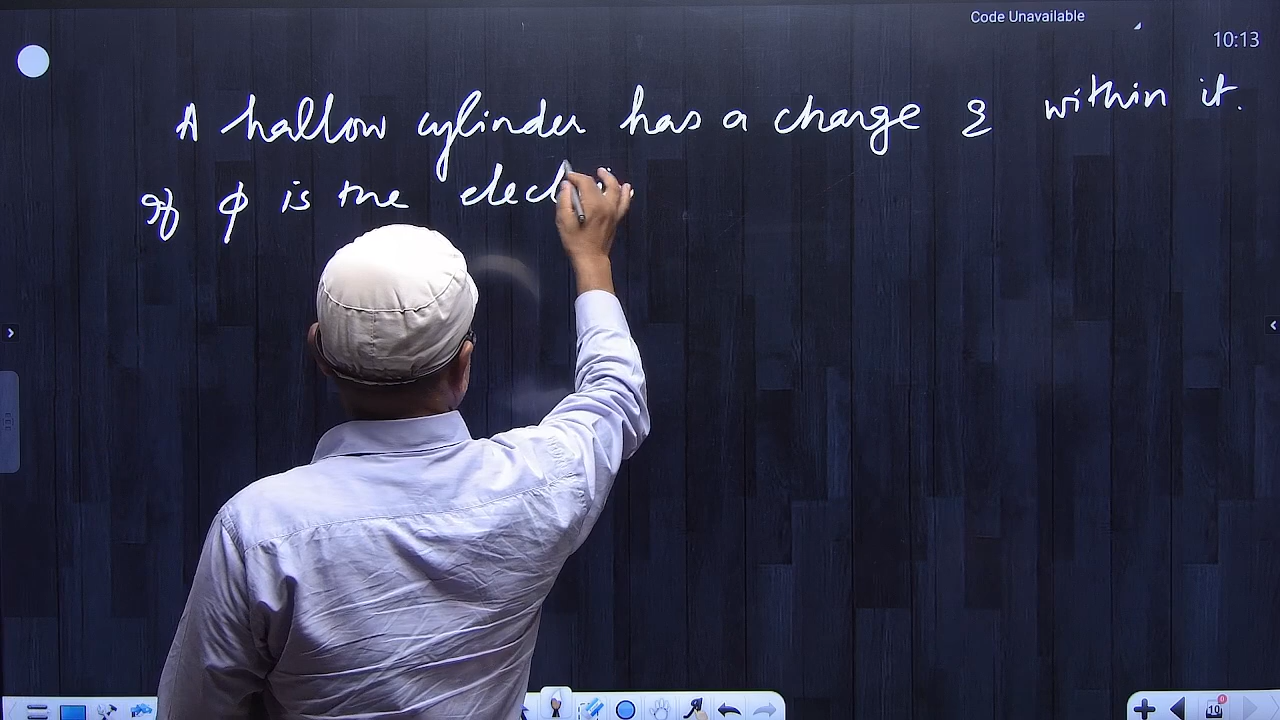 Code Unavailable
10:13
A hallow cylinder has a charge q within it.
If ϕ is the elect